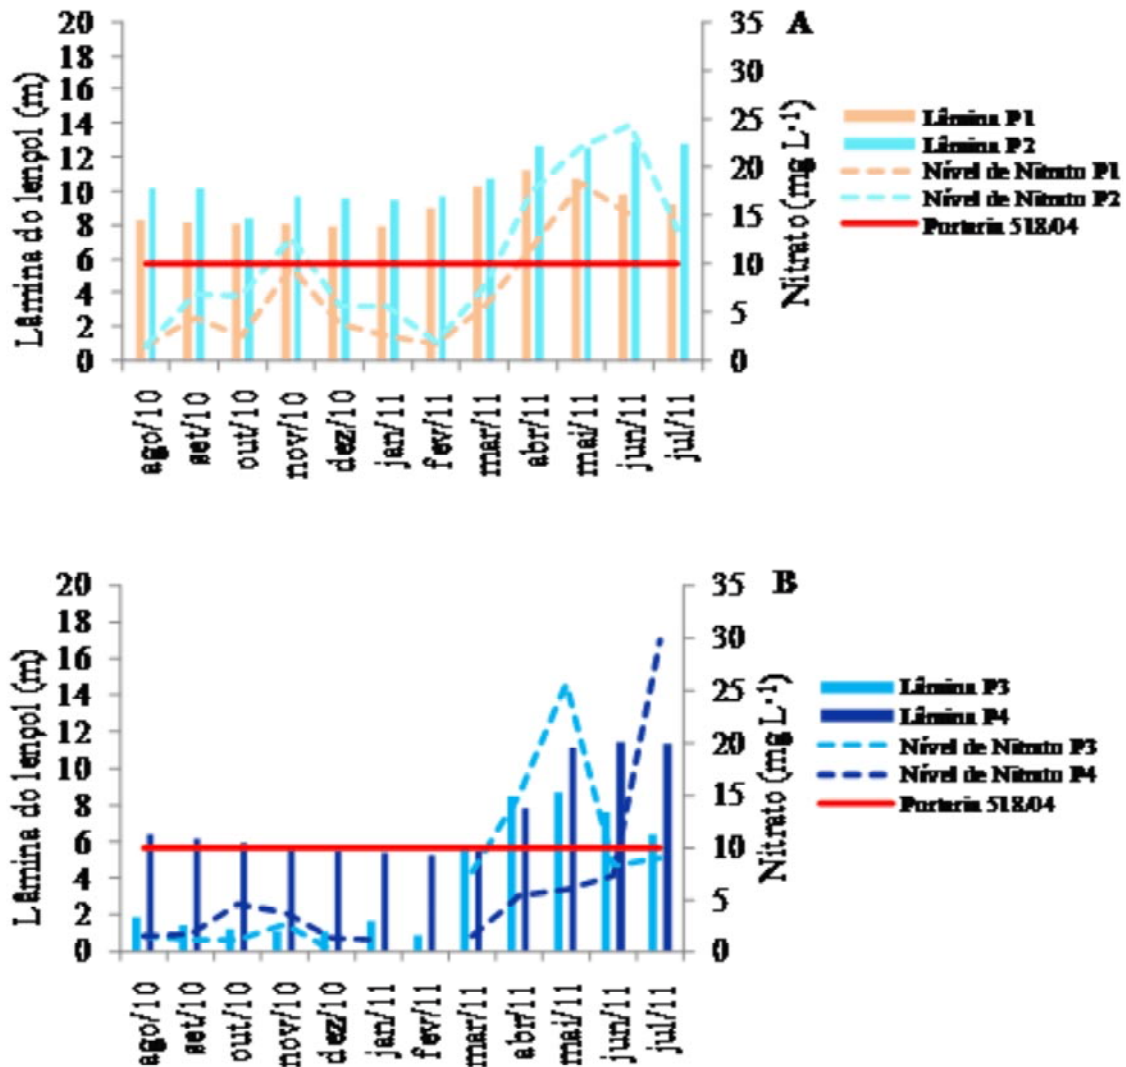 A
Lâmina do lençol (m)
20
18
16
14
12
10
8
6
4
2
0
35
30
25
20
15
10
5
0
Nitrato (mg L-1)
ago/10
set/10
out/10
nov/10
dez/10
jan/11
fev/11
mar/11
abr/11
mai/11
jun/11
jul/11
Lâmina P1
Lâmina P2
Nível de Nitrato P1
Nível de Nitrato P2
Portaria 518/04
B
Lâmina do lençol (m)
20
18
16
14
12
10
8
6
4
2
0
35
30
25
20
15
10
5
0
Nitrato (mg L-1)
ago/10
set/10
out/10
nov/10
dez/10
jan/11
fev/11
mar/11
abr/11
mai/11
jun/11
jul/11
Lâmina P3
Lâmina P4
Nível de Nitrato P3
Nível de Nitrato P4
Portaria 518/04